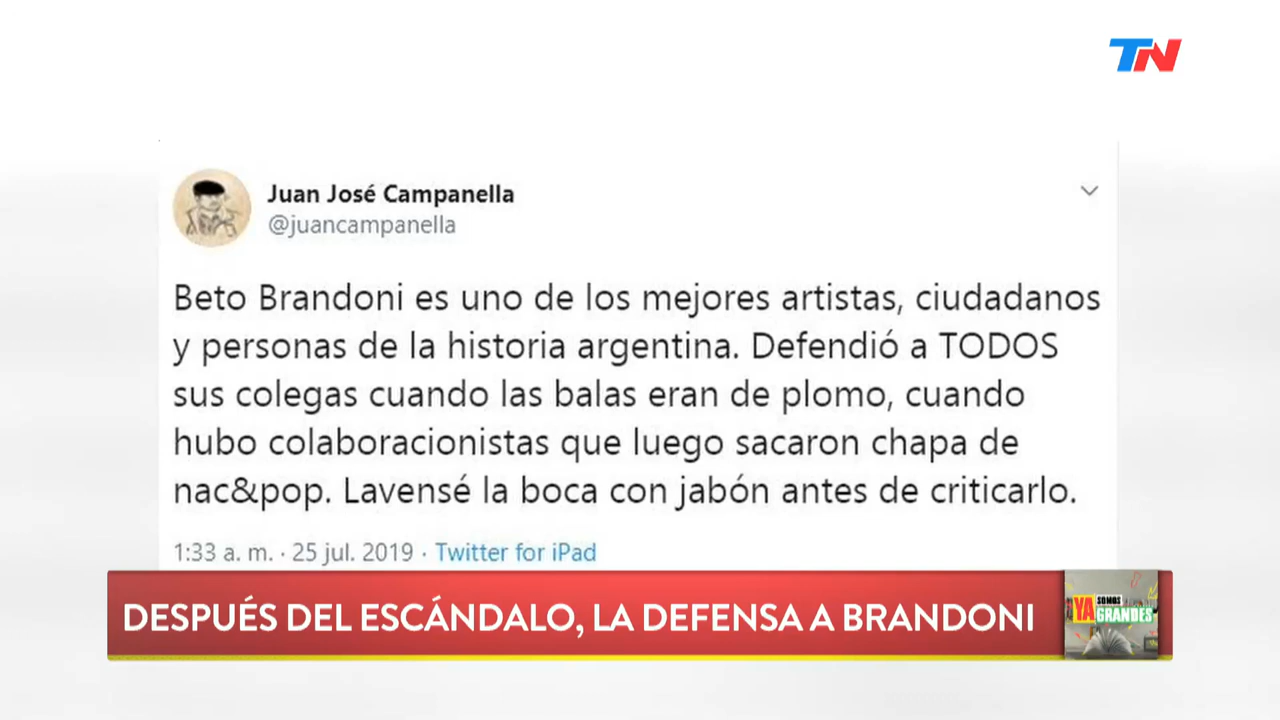 TN
Juan José Campanella
@juancampanella
Beto Brandoni es uno de los mejores artistas, ciudadanos
y personas de la historia argentina. Defendió a TODOS
sus colegas cuando las balas eran de plomo, cuando
hubo colaboracionistas que luego sacaron chapa de
nac&pop. Lavensé la boca con jabón antes de criticarlo.
1:33 a. m. · 25 jul. 2019 · Twitter for iPad
DESPUÉS DEL ESCÁNDALO, LA DEFENSA A BRANDONI
YA SOMOS GRANDES